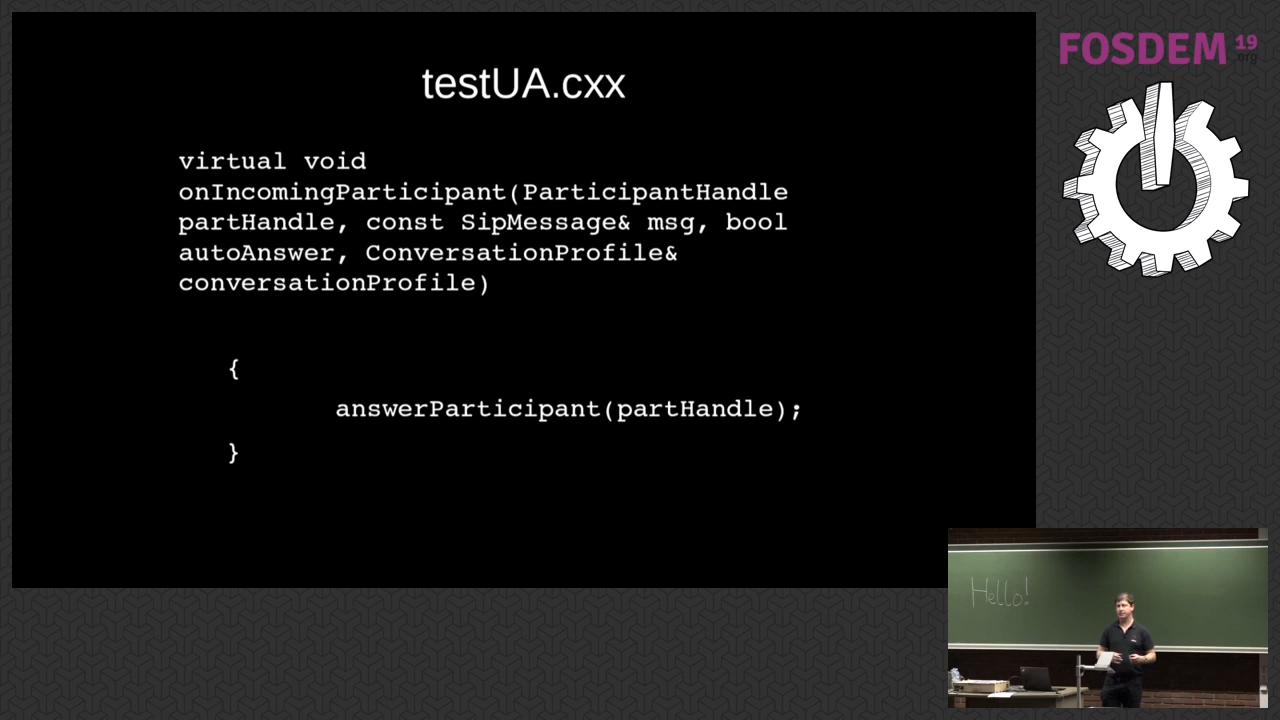 testUA.cxx
virtual void
onIncomingParticipant(ParticipantHandle
partHandle, const SipMessage& msg, bool
autoAnswer, ConversationProfile&
conversationProfile)
{
answerParticipant(partHandle);
}
FOSDEM 19
.org
Hello!